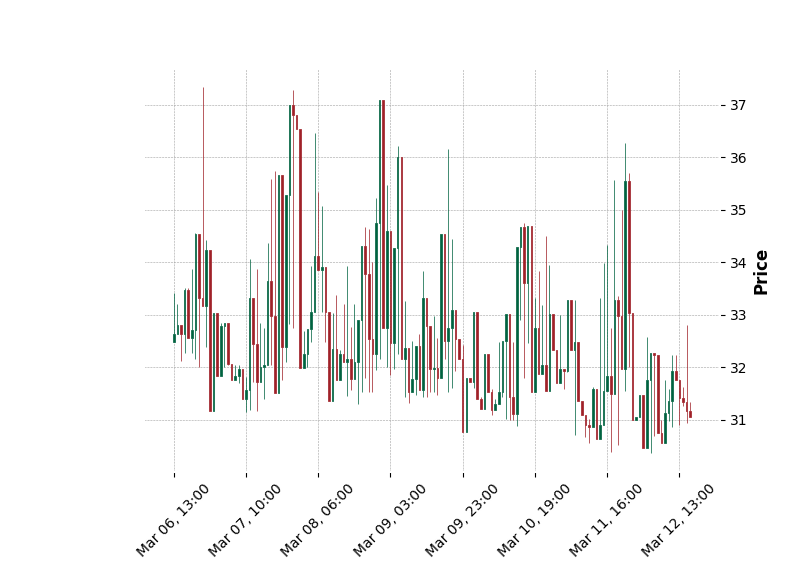 37
36
35
34
33
32
31
Price
Mar 06, 13:00
Mar 07, 10:00
Mar 08, 06:00
Mar 09, 03:00
Mar 09, 23:00
Mar 10, 19:00
Mar 11, 16:00
Mar 12, 13:00